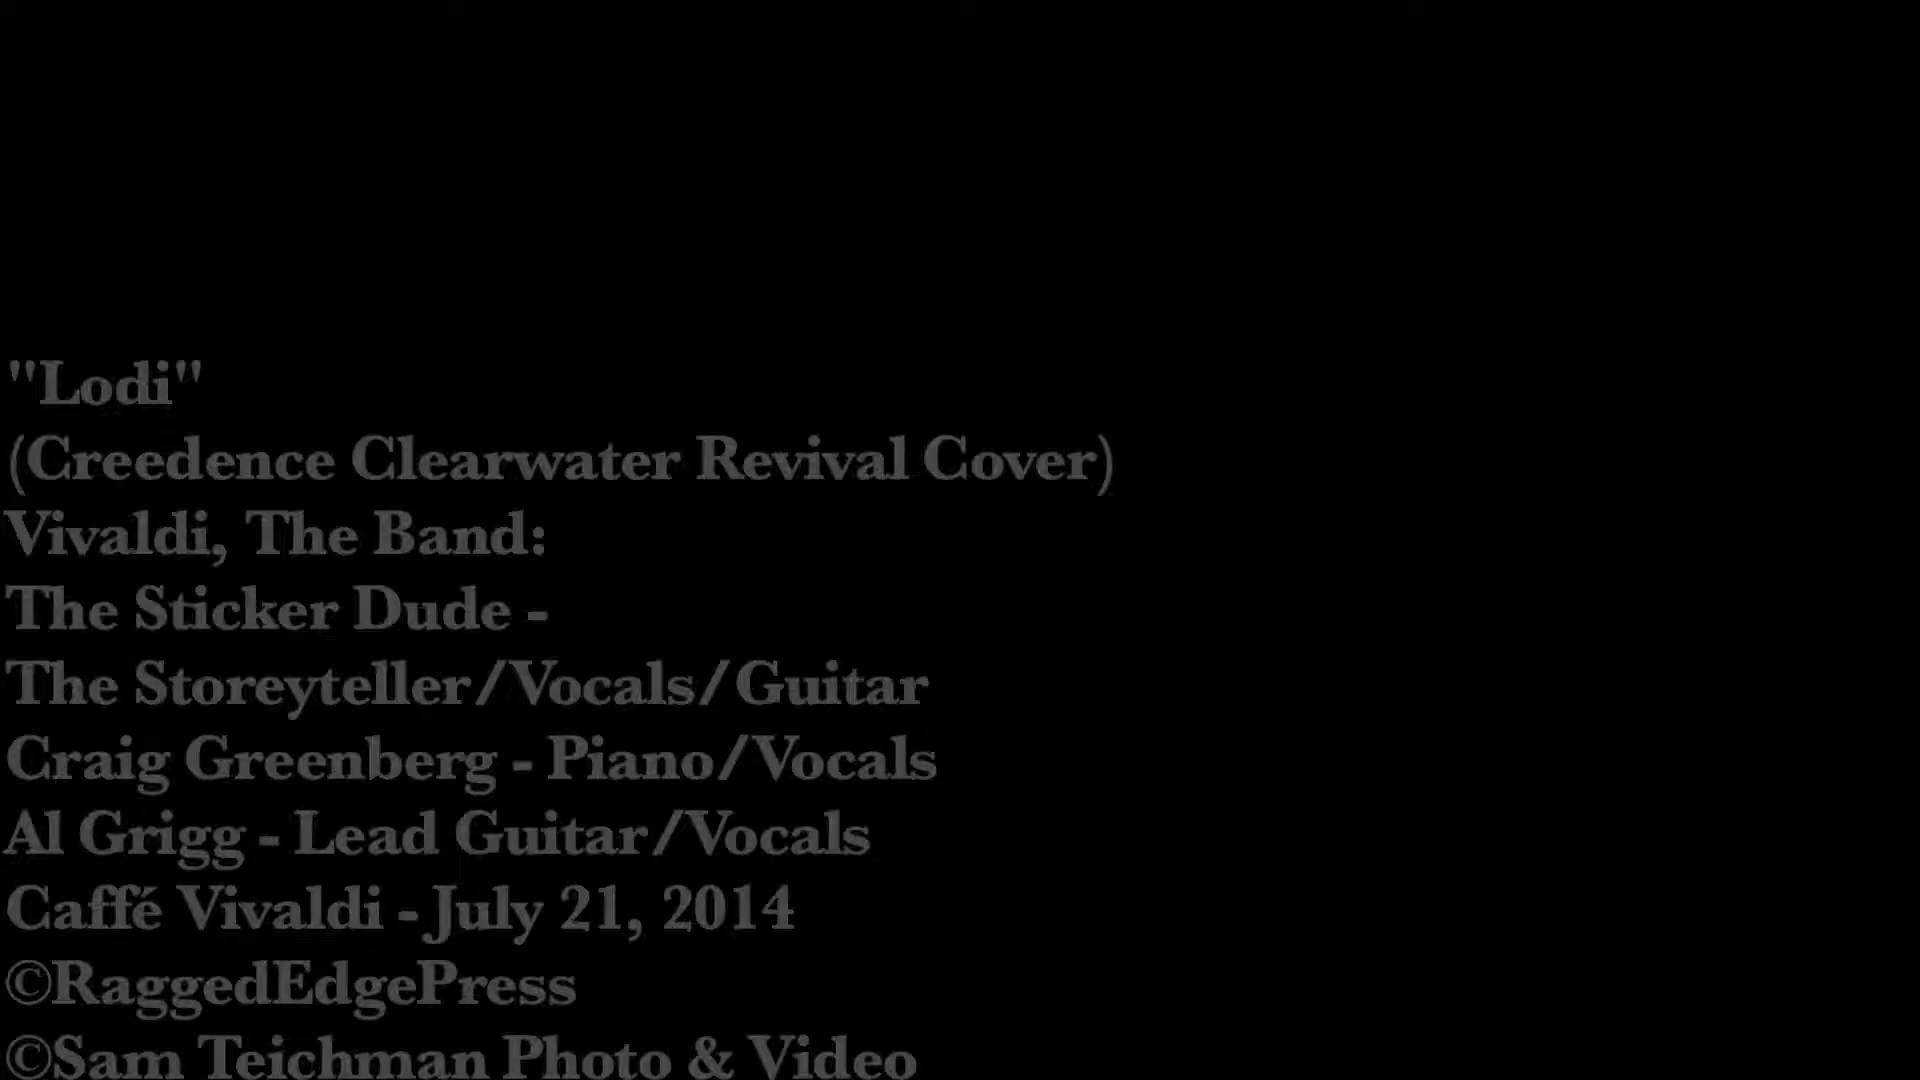 "Lodi"
(Creedence Clearwater Revival Cover)
Vivaldi, The Band:
The Sticker Dude -
The Storeyteller/Vocals/Guitar
Craig Greenberg - Piano/Vocals
Al Grigg - Lead Guitar/Vocals
Caffé Vivaldi - July 21, 2014
©RaggedEdgePress
©Sam Teichman Photo & Video